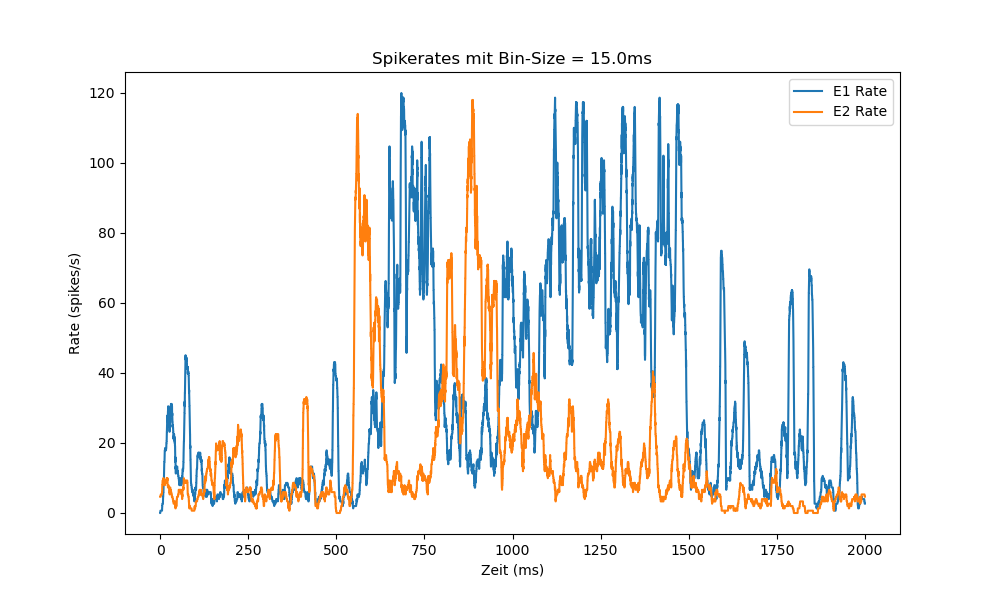 Spikerates mit Bin-Size = 15.0ms
E1 Rate
E2 Rate
120
100
80
60
40
20
0
Rate (spikes/s)
0 250 500 750 1000 1250 1500 1750 2000
Zeit (ms)